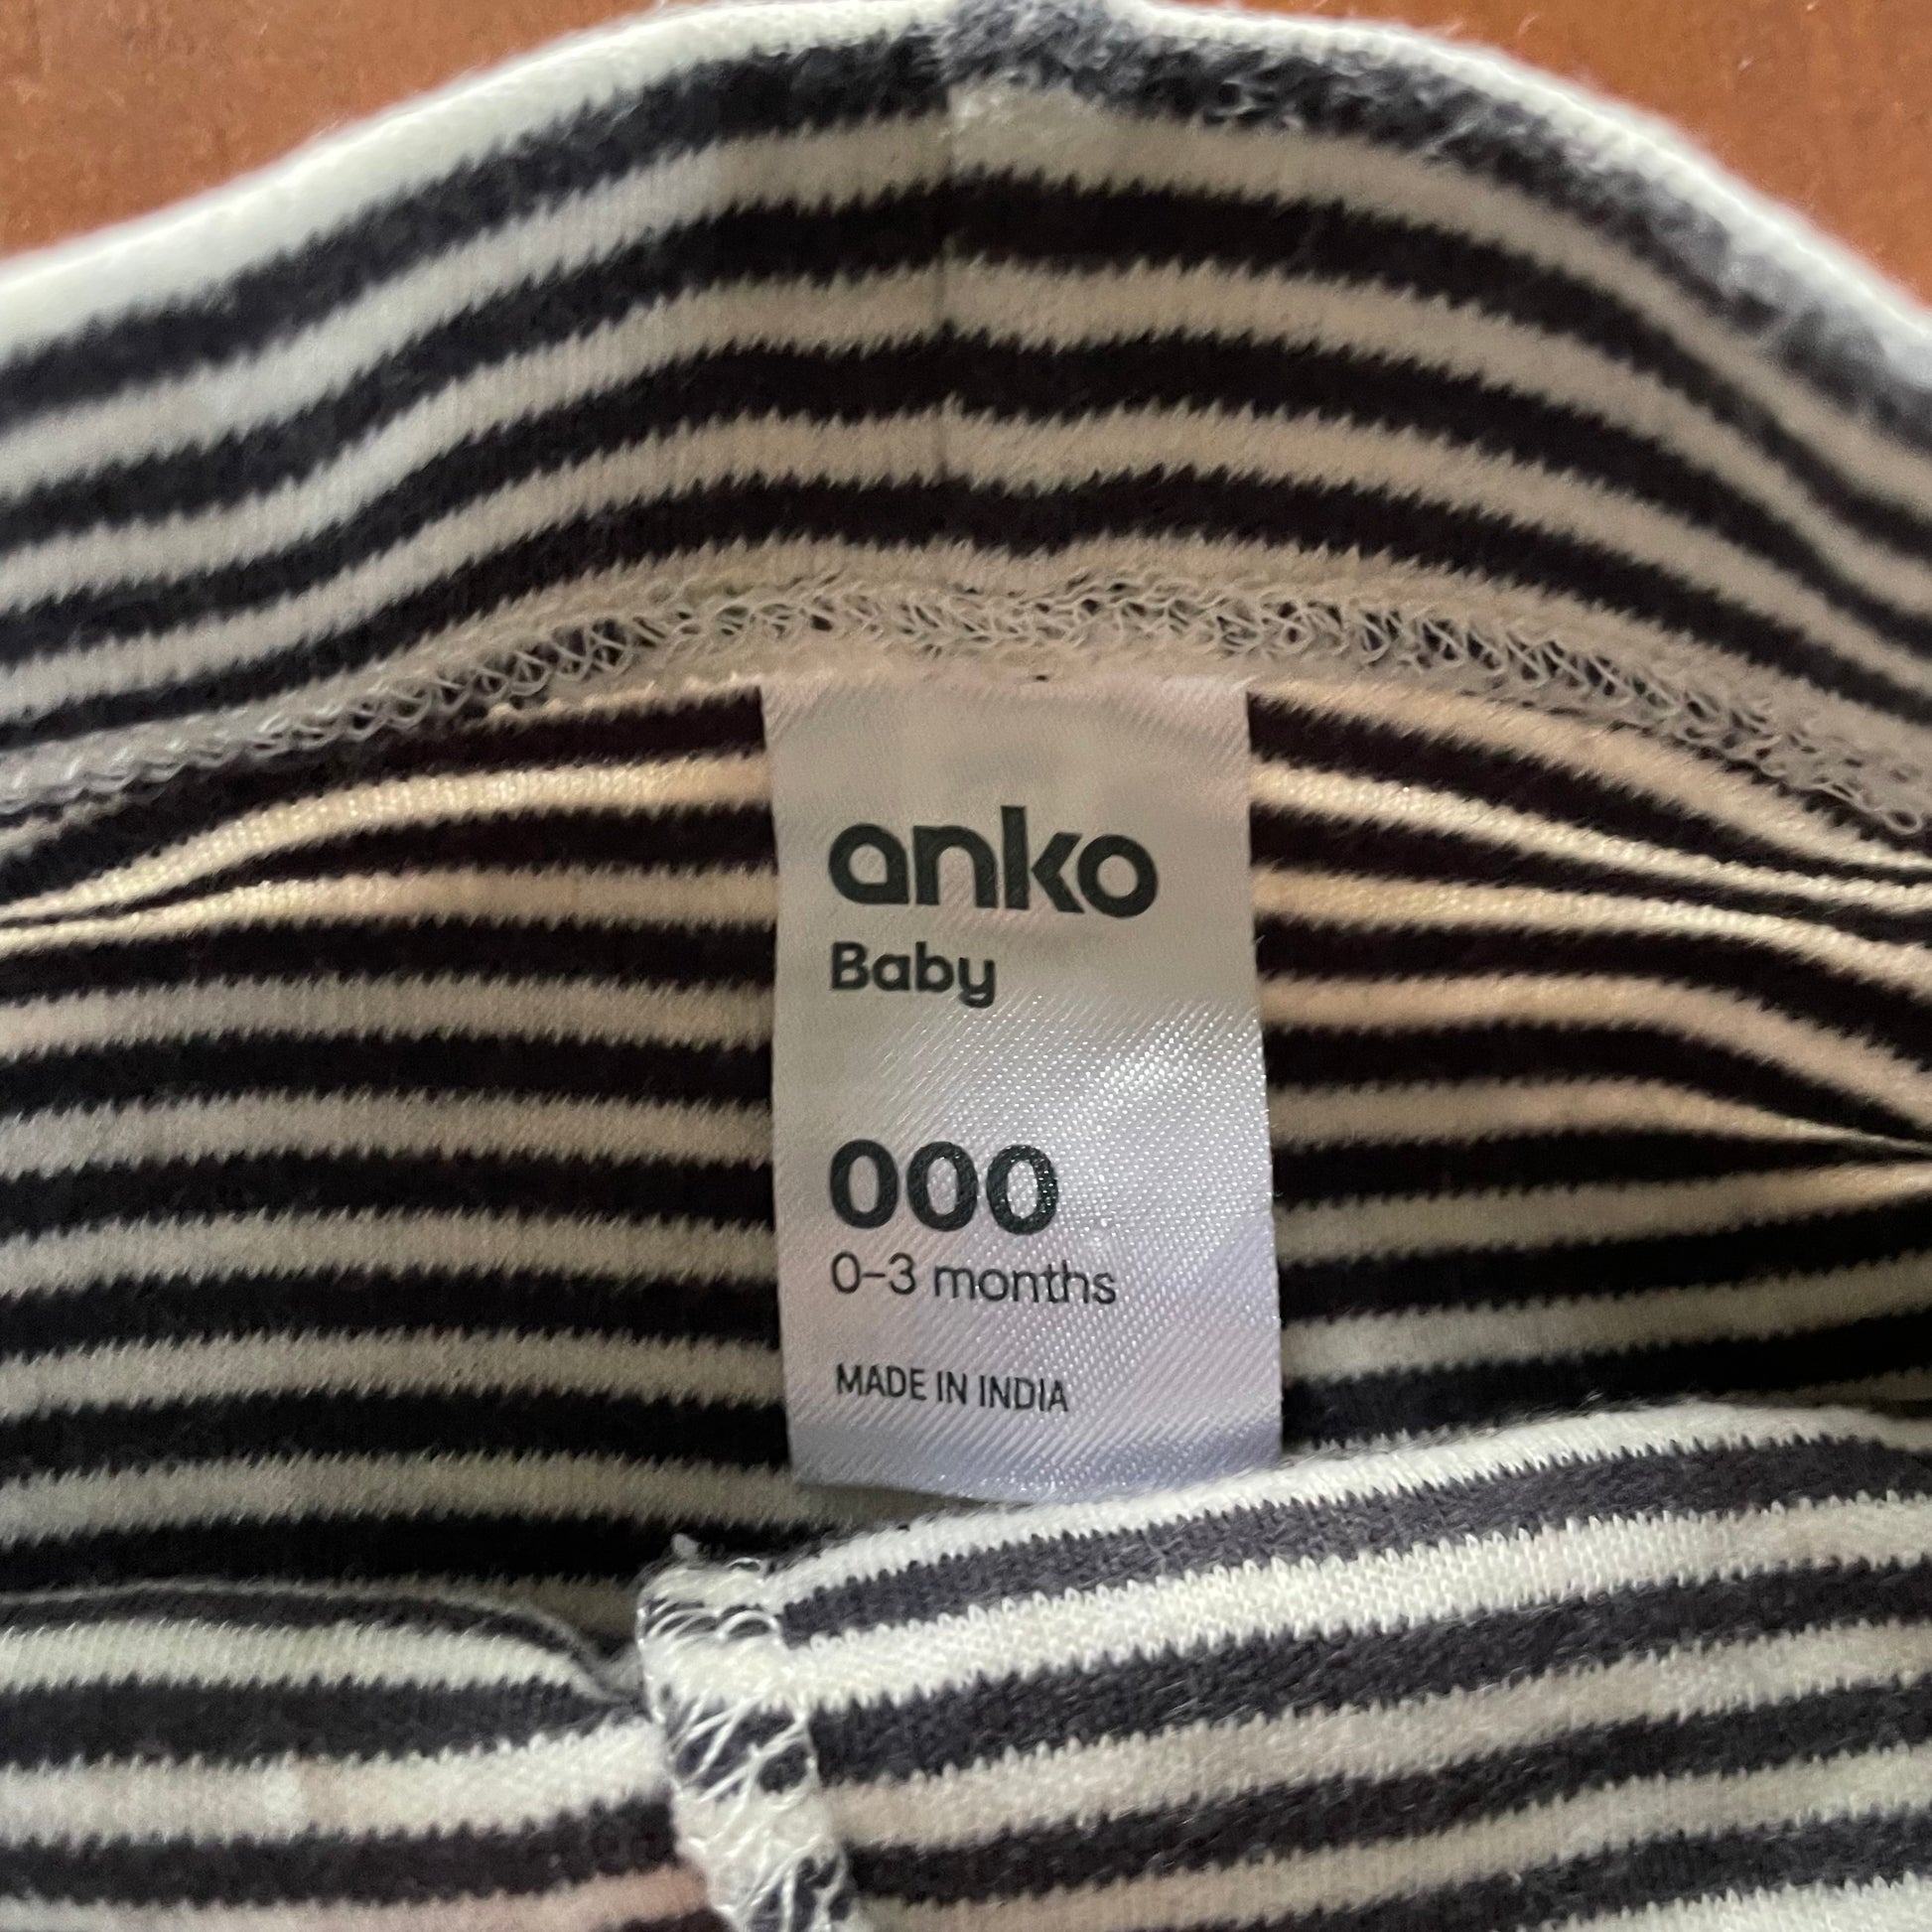 anko
Baby
000
0-3 months
MADE IN INDIA